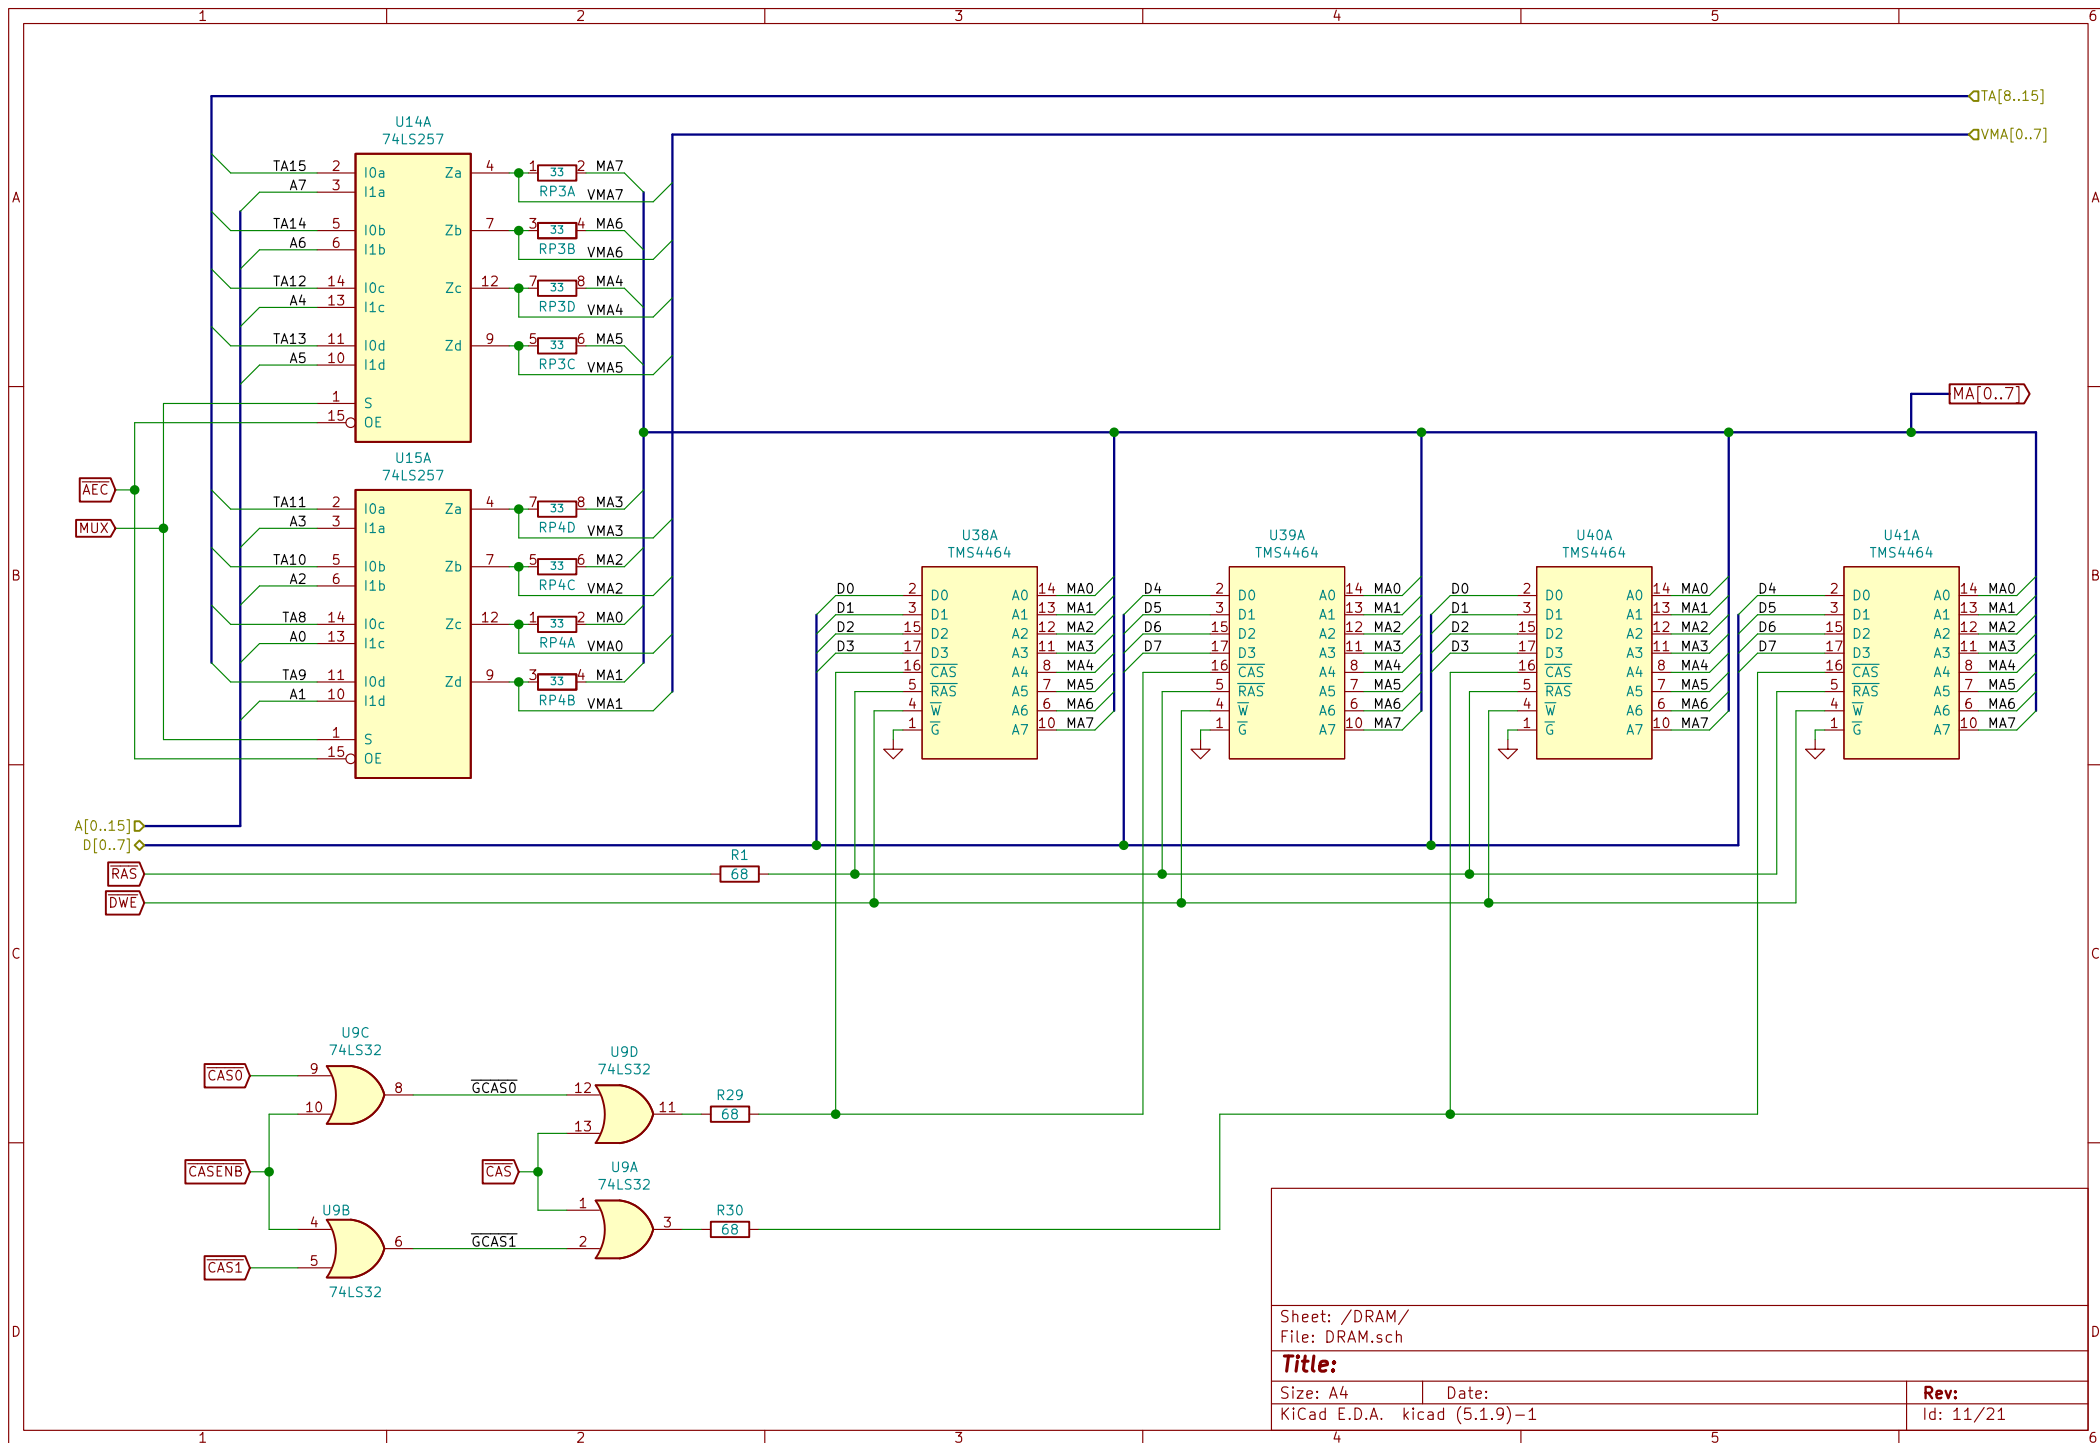 1 2 3 4 5 6
A A
B B
C C
D D
TA[8..15]
VMA[0..7]
U14A
74LS257
TA15 2 I0a Za 4 1 33 2 MA7
A7 3 I1a RP3A VMA7
TA14 5 I0b Zb 7 3 33 4 MA6
A6 6 I1b RP3B VMA6
TA12 14 I0c Zc 12 7 33 8 MA4
A4 13 I1c RP3D VMA4
TA13 11 I0d Zd 9 5 33 6 MA5
A5 10 I1d RP3C VMA5
1 S
15 OE
MA[0..7]
U15A
74LS257
AEC
MUX
TA11 2 I0a Za 4 7 33 8 MA3
A3 3 I1a RP4D VMA3
TA10 5 I0b Zb 7 5 33 6 MA2
A2 6 I1b RP4C VMA2
TA8 14 I0c Zc 12 1 33 2 MA0
A0 13 I1c RP4A VMA0
TA9 11 I0d Zd 9 3 33 4 MA1
A1 10 I1d RP4B VMA1
1 S
15 OE
U38A
TMS4464
D0 2 D0 A0 14 MA0
D1 3 D1 A1 13 MA1
D2 15 D2 A2 12 MA2
D3 17 D3 A3 11 MA3
16 CAS A4 8 MA4
5 RAS A5 7 MA5
4 W A6 6 MA6
1 G A7 10 MA7
U39A
TMS4464
D4 2 D0 A0 14 MA0
D5 3 D1 A1 13 MA1
D6 15 D2 A2 12 MA2
D7 17 D3 A3 11 MA3
16 CAS A4 8 MA4
5 RAS A5 7 MA5
4 W A6 6 MA6
1 G A7 10 MA7
U40A
TMS4464
D0 2 D0 A0 14 MA0
D1 3 D1 A1 13 MA1
D2 15 D2 A2 12 MA2
D3 17 D3 A3 11 MA3
16 CAS A4 8 MA4
5 RAS A5 7 MA5
4 W A6 6 MA6
1 G A7 10 MA7
U41A
TMS4464
D4 2 D0 A0 14 MA0
D5 3 D1 A1 13 MA1
D6 15 D2 A2 12 MA2
D7 17 D3 A3 11 MA3
16 CAS A4 8 MA4
5 RAS A5 7 MA5
4 W A6 6 MA6
1 G A7 10 MA7
A[0..15]
D[0..7]
RAS
DWE
R1
68
U9C
74LS32
CAS0 9 8 GCAS0
10
CASENB
U9B
4 6 GCAS1
CAS1 5
74LS32
U9D
74LS32
12 11
13
CAS
U9A
74LS32
1 3
2
R29
68
R30
68
Sheet: /DRAM/
File: DRAM.sch
Title:
Size: A4 Date: Rev:
KiCad E.D.A. kicad (5.1.9)-1 Id: 11/21
1 2 3 4 5 6